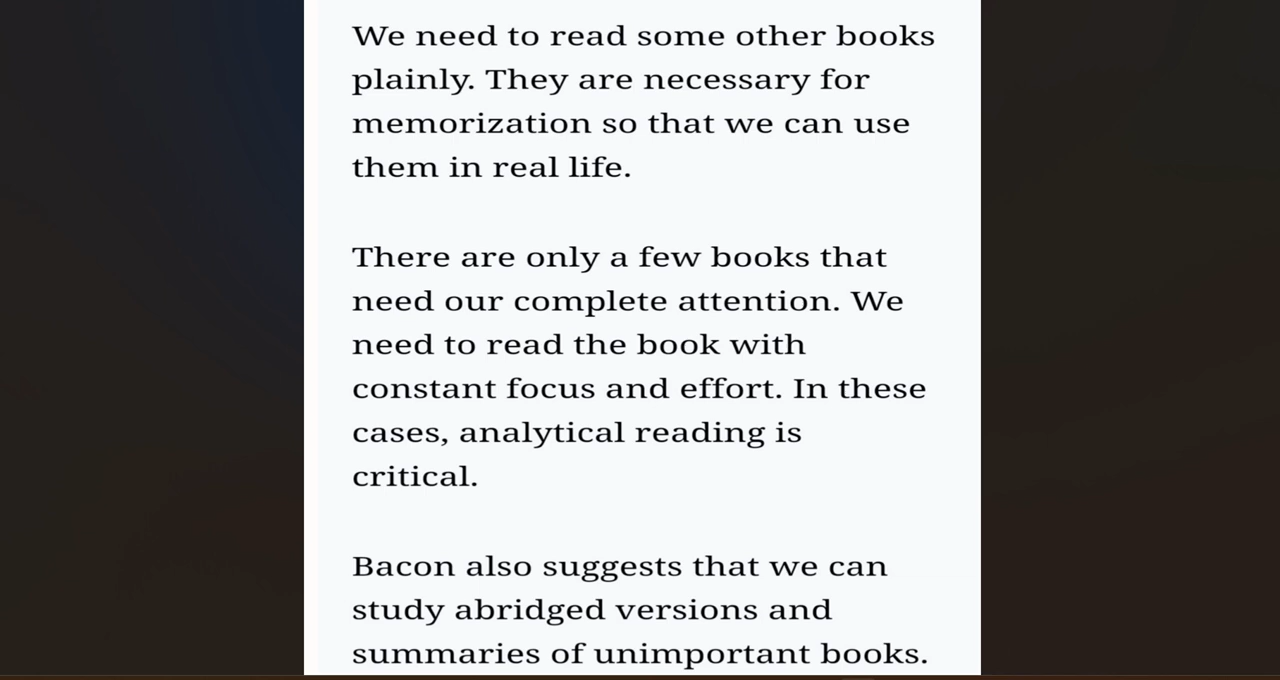 We need to read some other books
plainly. They are necessary for
memorization so that we can use
them in real life.
There are only a few books that
need our complete attention. We
need to read the book with
constant focus and effort. In these
cases, analytical reading is
critical.
Bacon also suggests that we can
study abridged versions and
summaries of unimportant books.